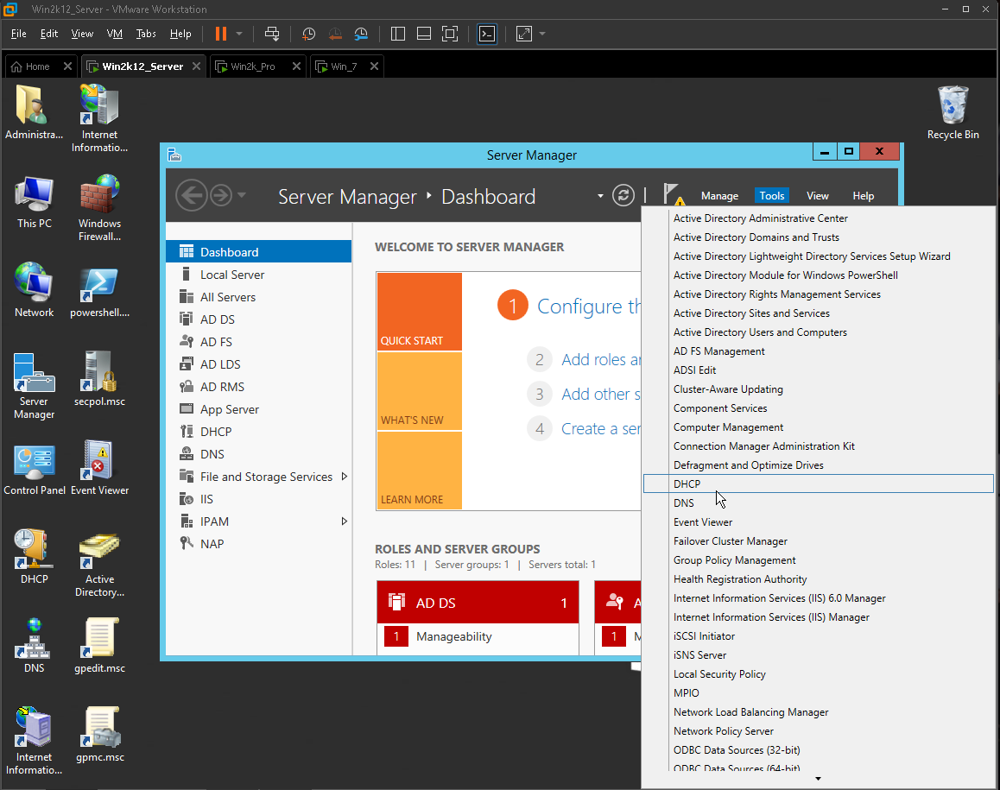 Win2k12_Server - VMware Workstation
File Edit View VM Tabs Help
Home
Win2k12_Server
Win2k_Pro
Win_7
Administra...
Internet
Informatio...
This PC
Windows
Firewall...
Network
powershell....
Server
Manager
secpol.msc
Control Panel
Event Viewer
DHCP
Active
Directory...
DNS
gpedit.msc
Internet
Informatio...
gpmc.msc
Recycle Bin
Server Manager
Server Manager Dashboard
Manage Tools View Help
Dashboard
Local Server
All Servers
AD DS
AD FS
AD LDS
AD RMS
App Server
DHCP
DNS
File and Storage Services
IIS
IPAM
NAP
WELCOME TO SERVER MANAGER
QUICK START
WHAT'S NEW
LEARN MORE
1 Configure th
2 Add roles an
3 Add other s
4 Create a ser
ROLES AND SERVER GROUPS
Roles: 11 | Server groups: 1 | Servers total: 1
AD DS 1
1 Manageability
A
1 M
Active Directory Administrative Center
Active Directory Domains and Trusts
Active Directory Lightweight Directory Services Setup Wizard
Active Directory Module for Windows PowerShell
Active Directory Rights Management Services
Active Directory Sites and Services
Active Directory Users and Computers
AD FS Management
ADSI Edit
Cluster-Aware Updating
Component Services
Computer Management
Connection Manager Administration Kit
Defragment and Optimize Drives
DHCP
DNS
Event Viewer
Failover Cluster Manager
Group Policy Management
Health Registration Authority
Internet Information Services (IIS) 6.0 Manager
Internet Information Services (IIS) Manager
iSCSI Initiator
iSNS Server
Local Security Policy
MPIO
Network Load Balancing Manager
Network Policy Server
ODBC Data Sources (32-bit)
ODBC Data Sources (64-bit)